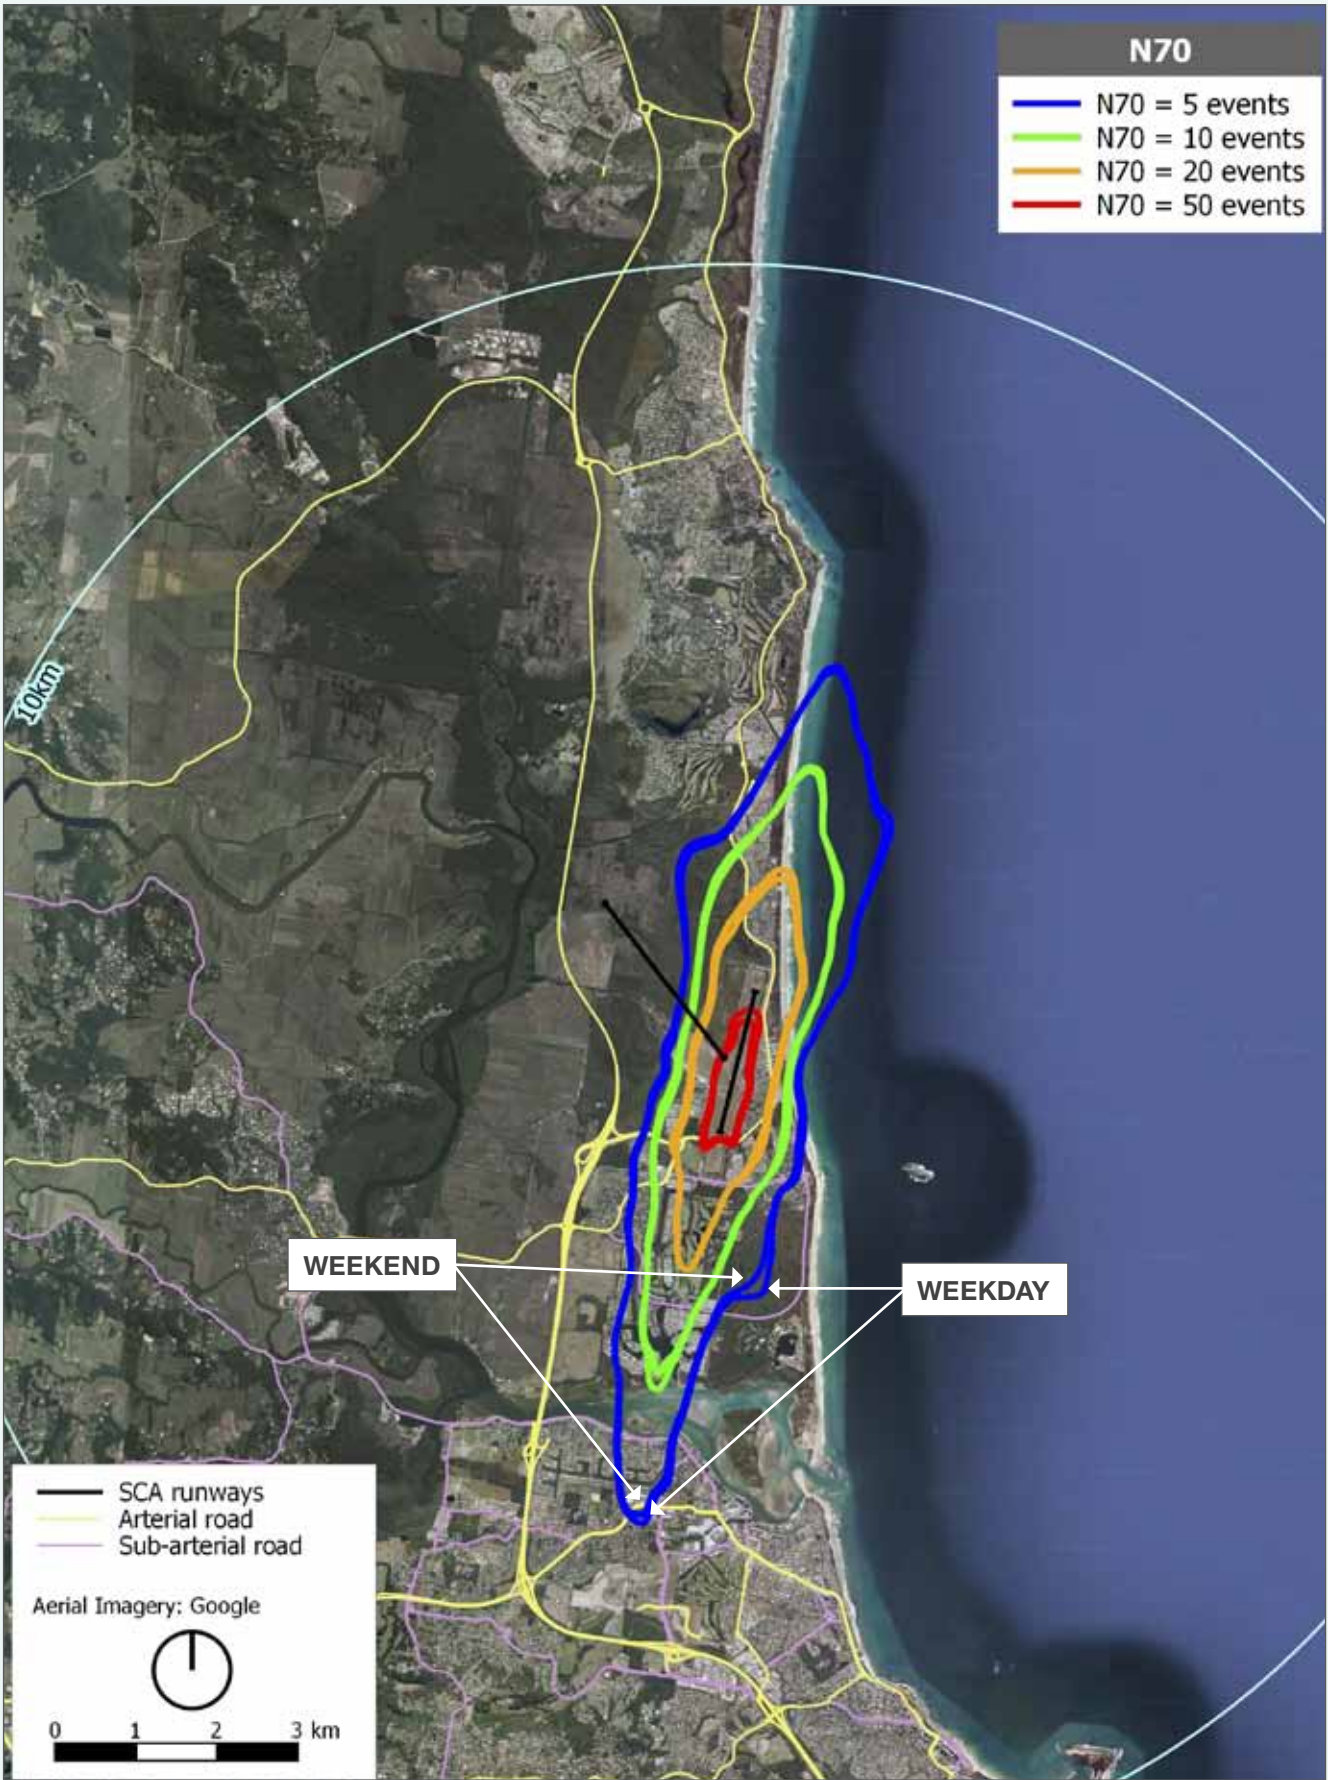 N70
N70 = 5 events
N70 = 10 events
N70 = 20 events
N70 = 50 events
10km
WEEKEND
WEEKDAY
SCA runways
Arterial road
Sub-arterial road
Aerial Imagery: Google
0 1 2 3 km